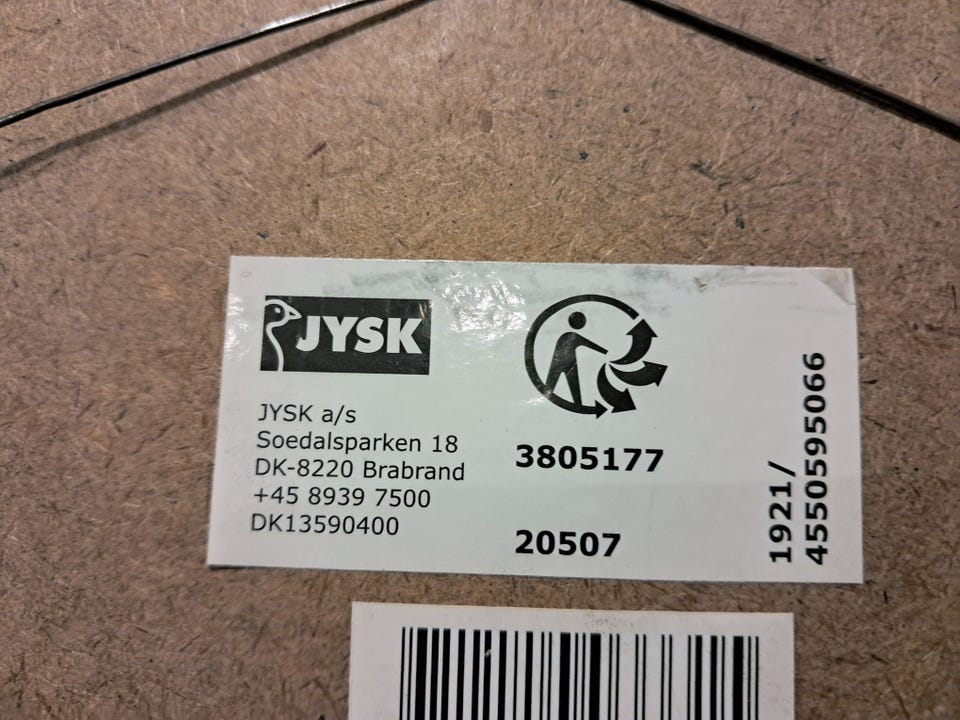 JYSK
JYSK a/s
Soedalsparken 18
DK-8220 Brabrand
+45 8939 7500
DK13590400
3805177
20507
1921/
4550595066